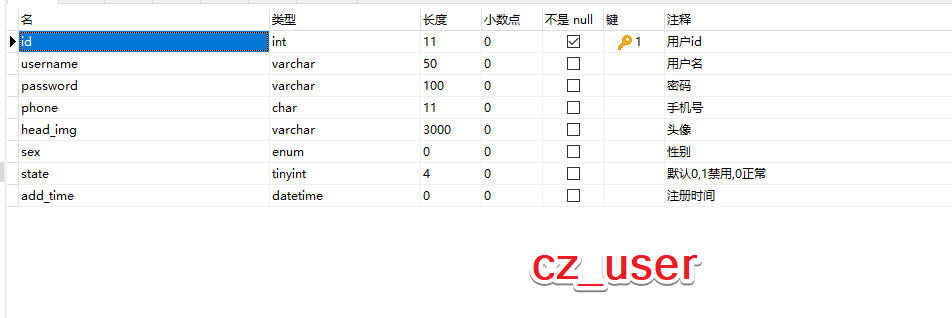 名 类型 长度 小数点 不是 null 键 注释
id int 11 0 1 用户id
username varchar 50 0 用户名
password varchar 100 0 密码
phone char 11 0 手机号
head_img varchar 3000 0 头像
sex enum 0 0 性别
state tinyint 4 0 默认0,1禁用,0正常
add_time datetime 0 0 注册时间
cz_user